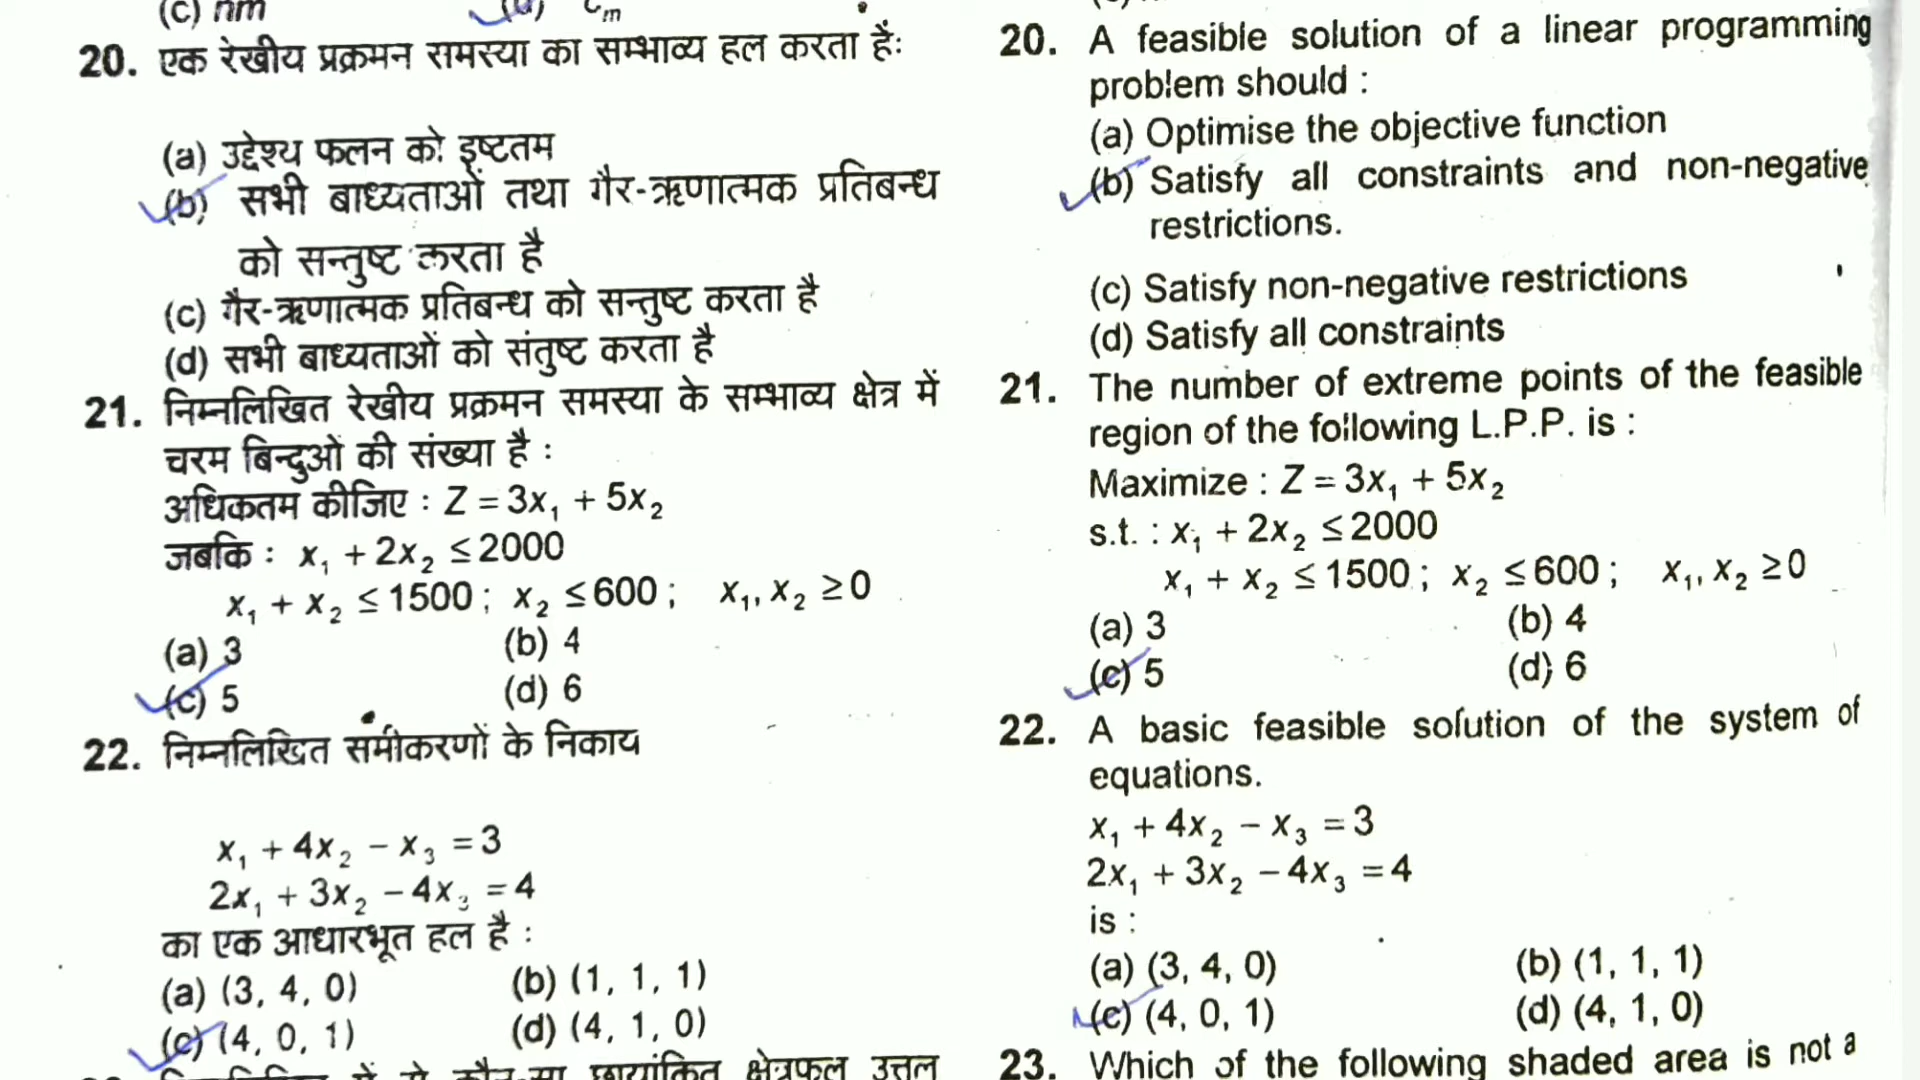 (c) nm
20. एक रेखीय प्रक्रमन समस्या का सम्भाव्य हल करता है:
(a) उद्देश्य फलन को इष्टतम
(b) सभी बाध्यताओं तथा गैर-ऋणात्मक प्रतिबन्ध
को सन्तुष्ट करता है
(c) गैर-ऋणात्मक प्रतिबन्ध को सन्तुष्ट करता है
(d) सभी बाध्यताओं को संतुष्ट करता है
21. निम्नलिखित रेखीय प्रक्रमन समस्या के सम्भाव्य क्षेत्र में
चरम बिन्दुओं की संख्या है :
अधिकतम कीजिए : Z = 3x₁ + 5x₂
जबकि : x₁ + 2x₂ ≤ 2000
x₁ + x₂ ≤ 1500 ; x₂ ≤ 600 ; x₁, x₂ ≥ 0
(a) 3 (b) 4
(c) 5 (d) 6
22. निम्नलिखित समीकरणों के निकाय
x₁ + 4x₂ − x₃ = 3
2x₁ + 3x₂ − 4x₃ = 4
का एक आधारभूत हल है :
(a) (3, 4, 0) (b) (1, 1, 1)
(c) (4, 0, 1) (d) (4, 1, 0)
20. A feasible solution of a linear programming
problem should :
(a) Optimise the objective function
(b) Satisfy all constraints and non-negative
restrictions.
(c) Satisfy non-negative restrictions
(d) Satisfy all constraints
21. The number of extreme points of the feasible
region of the following L.P.P. is :
Maximize : Z = 3x₁ + 5x₂
s.t. : x₁ + 2x₂ ≤ 2000
x₁ + x₂ ≤ 1500 ; x₂ ≤ 600 ; x₁, x₂ ≥ 0
(a) 3 (b) 4
(c) 5 (d) 6
22. A basic feasible solution of the system of
equations.
x₁ + 4x₂ − x₃ = 3
2x₁ + 3x₂ − 4x₃ = 4
is :
(a) (3, 4, 0) (b) (1, 1, 1)
(c) (4, 0, 1) (d) (4, 1, 0)
23. Which of the following shaded area is not a